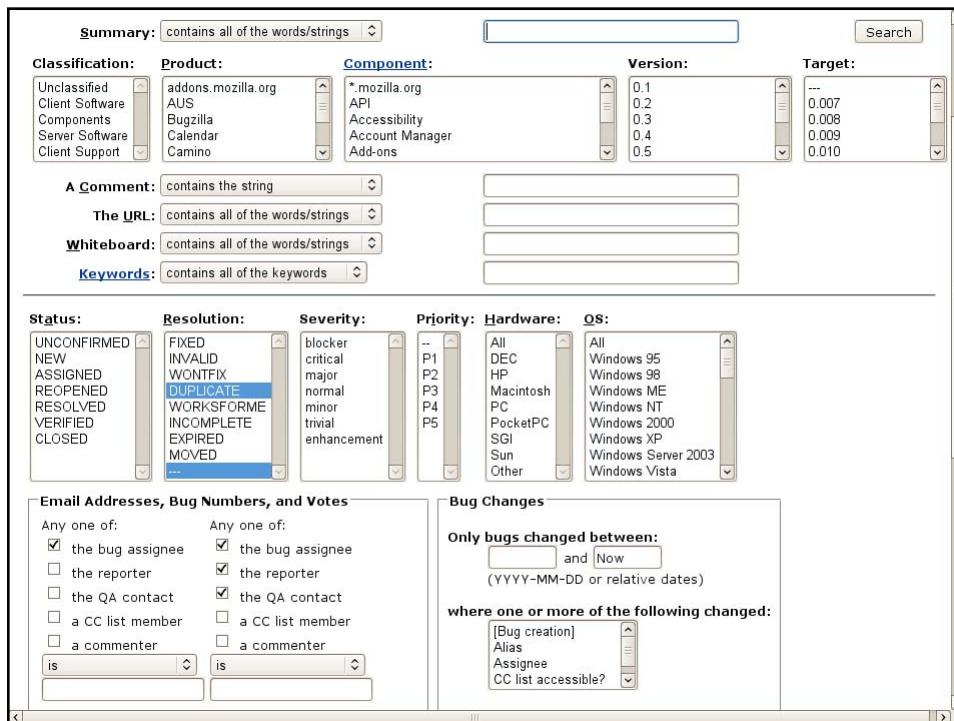 Summary: contains all of the words/strings Search
Classification: Product: Component: Version: Target:
Unclassified addons.mozilla.org *.mozilla.org 0.1 ---
Client Software AUS API 0.2 0.007
Components Bugzilla Accessibility 0.3 0.008
Server Software Calendar Account Manager 0.4 0.009
Client Support Camino Add-ons 0.5 0.010
A Comment: contains the string
The URL: contains all of the words/strings
Whiteboard: contains all of the words/strings
Keywords: contains all of the keywords
Status: Resolution: Severity: Priority: Hardware: OS:
UNCONFIRMED FIXED blocker -- All All
NEW INVALID critical P1 DEC Windows 95
ASSIGNED WONTFIX major P2 HP Windows 98
REOPENED DUPLICATE normal P3 Macintosh Windows ME
RESOLVED WORKSFORME minor P4 PC Windows NT
VERIFIED INCOMPLETE trivial P5 PocketPC Windows 2000
CLOSED EXPIRED enhancement SGI Windows XP
MOVED Sun Windows Server 2003
--- Other Windows Vista
Email Addresses, Bug Numbers, and Votes
Any one of: Any one of:
the bug assignee the bug assignee
the reporter the reporter
the QA contact the QA contact
a CC list member a CC list member
a commenter a commenter
is is
Bug Changes
Only bugs changed between:
and Now
(YYYY-MM-DD or relative dates)
where one or more of the following changed:
[Bug creation]
Alias
Assignee
CC list accessible?